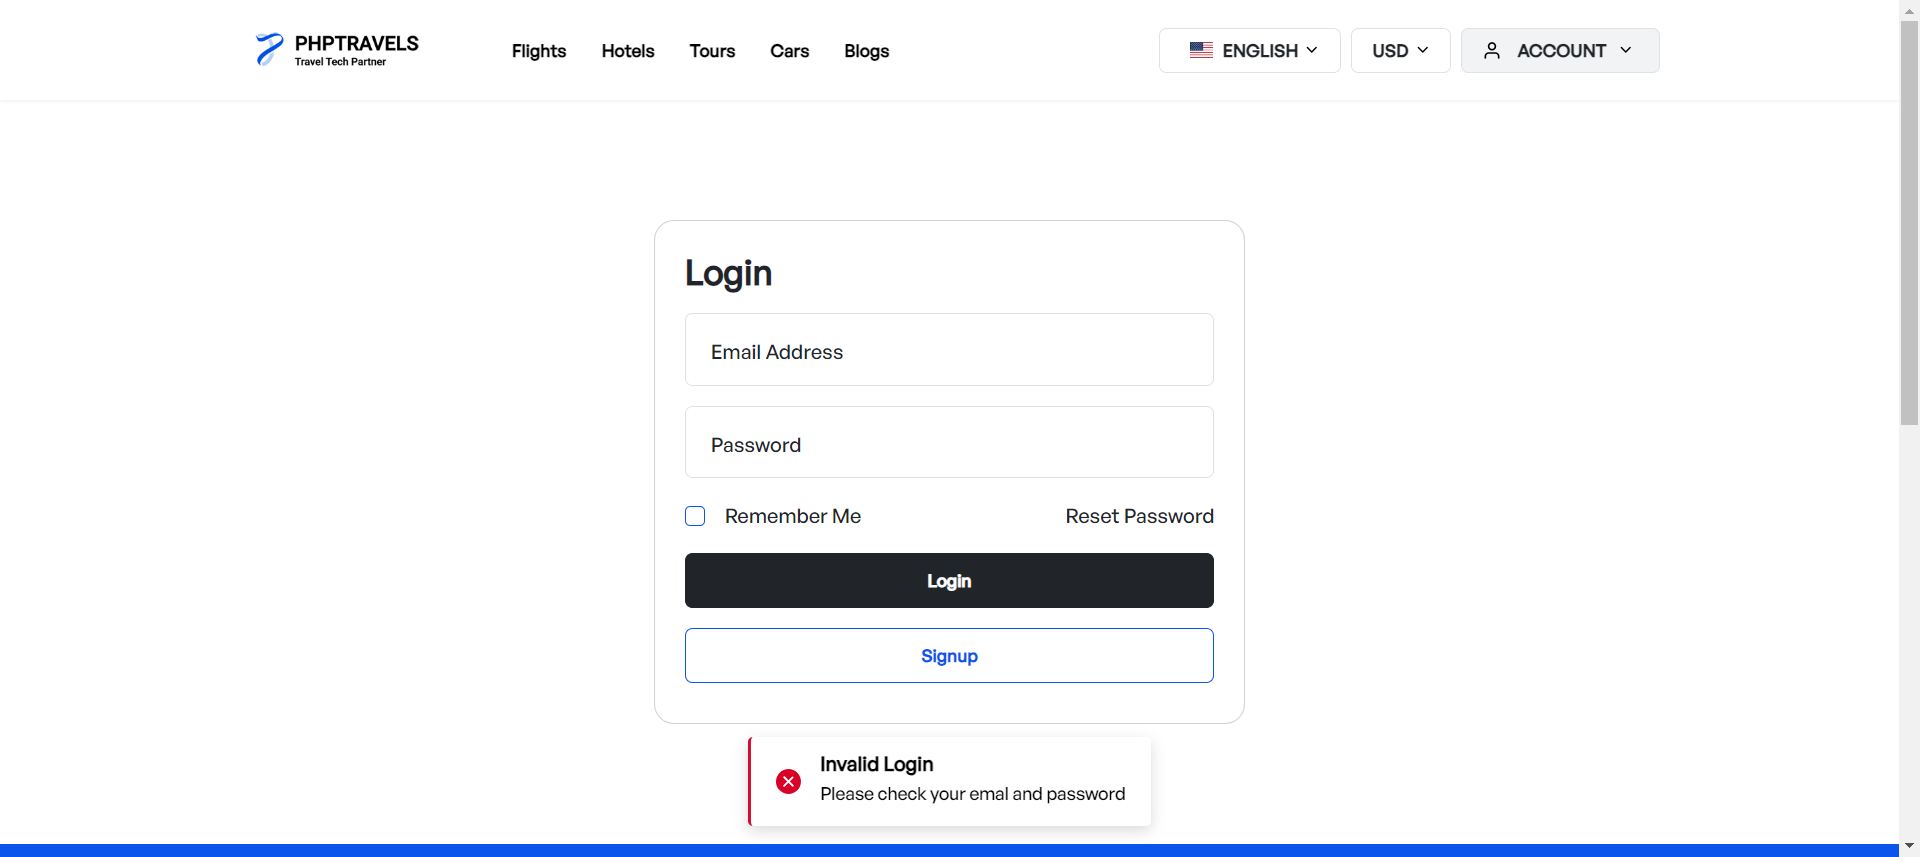 PHPTRAVELS
Travel Tech Partner
Flights Hotels Tours Cars Blogs
ENGLISH USD ACCOUNT
Login
Email Address
Password
Remember Me Reset Password
Login
Signup
Invalid Login
Please check your emal and password